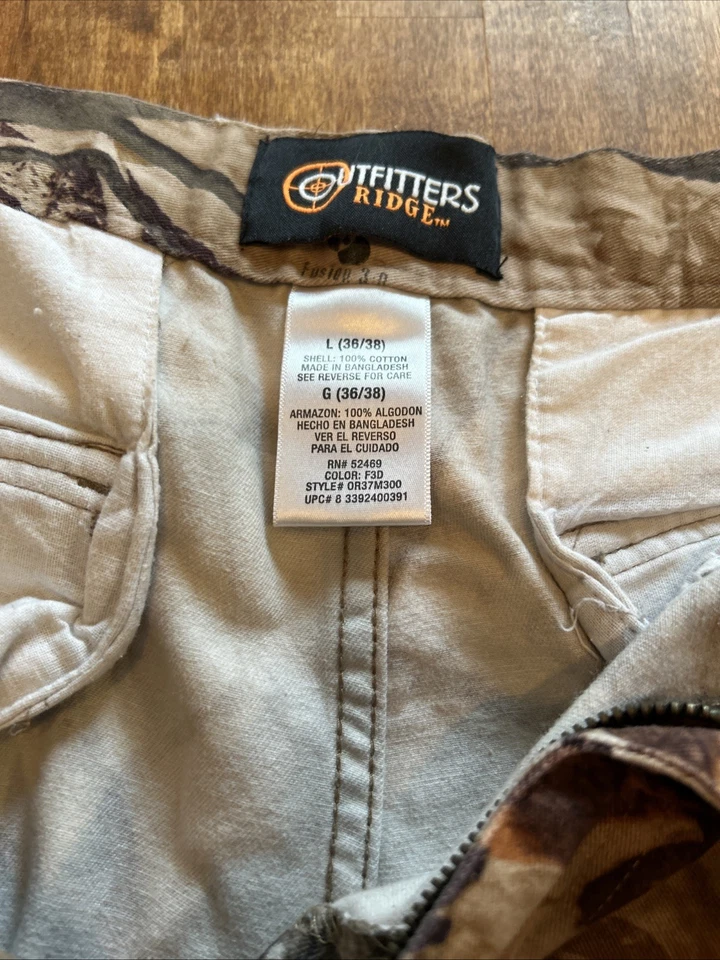 OUTFITTERS
RIDGE™
Fusion 3-D
L (36/38)
SHELL: 100% COTTON
MADE IN BANGLADESH
SEE REVERSE FOR CARE
G (36/38)
ARMAZON: 100% ALGODON
HECHO EN BANGLADESH
VER EL REVERSO
PARA EL CUIDADO
RN# 52469
COLOR: F3D
STYLE# OR37M300
UPC# 8 3392400391